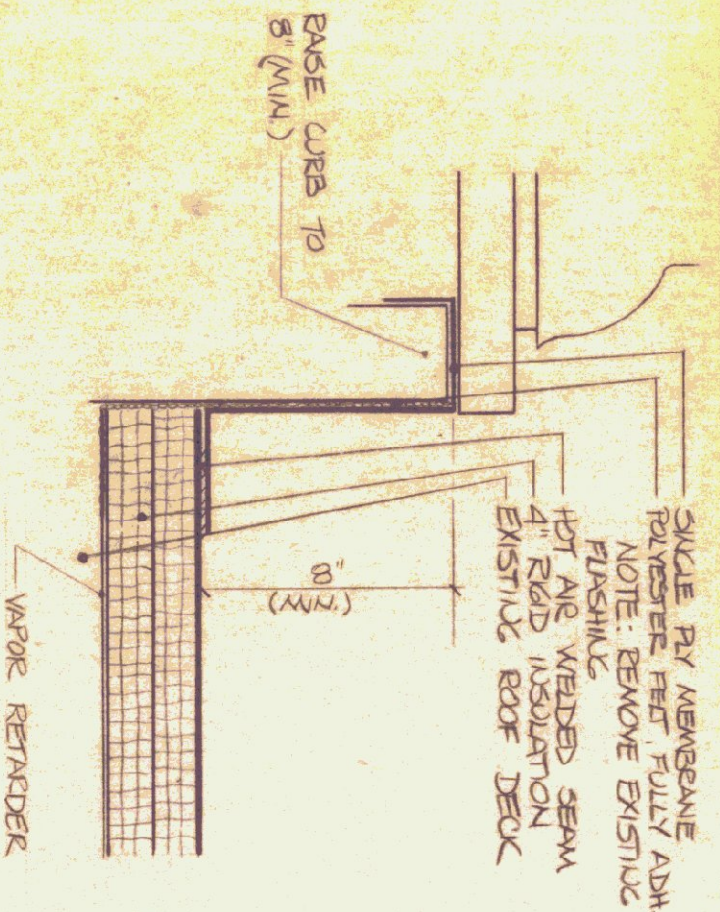 RAISE CURB TO
8" (MIN.)
SINGLE PLY MEMBRANE
POLYESTER FELT, FULLY ADH.
NOTE: REMOVE EXISTING
FLASHING
HOT AIR WELDED SEAM
4" RIGID INSULATION
EXISTING ROOF DECK
8"
(MIN.)
VAPOR RETARDER